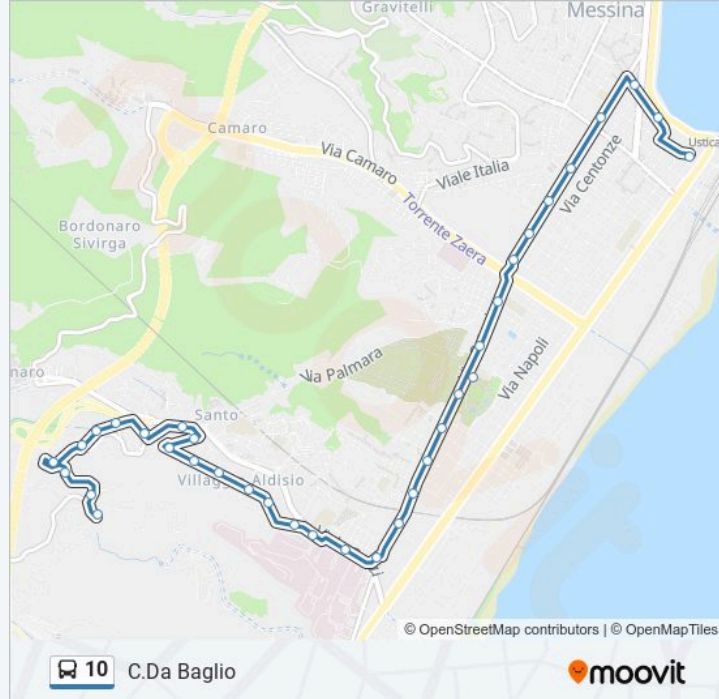 Gravitelli
Messina
Camaro
Via Camaro
Viale Italia
Via Centonze
Ustica
Torrente Zaera
Bordonaro
Sivirga
Via Palmara
Via Napoli
naro
Santo
Villaggio Aldisio
© OpenStreetMap contributors | © OpenMapTiles
10 C.Da Baglio
moovit